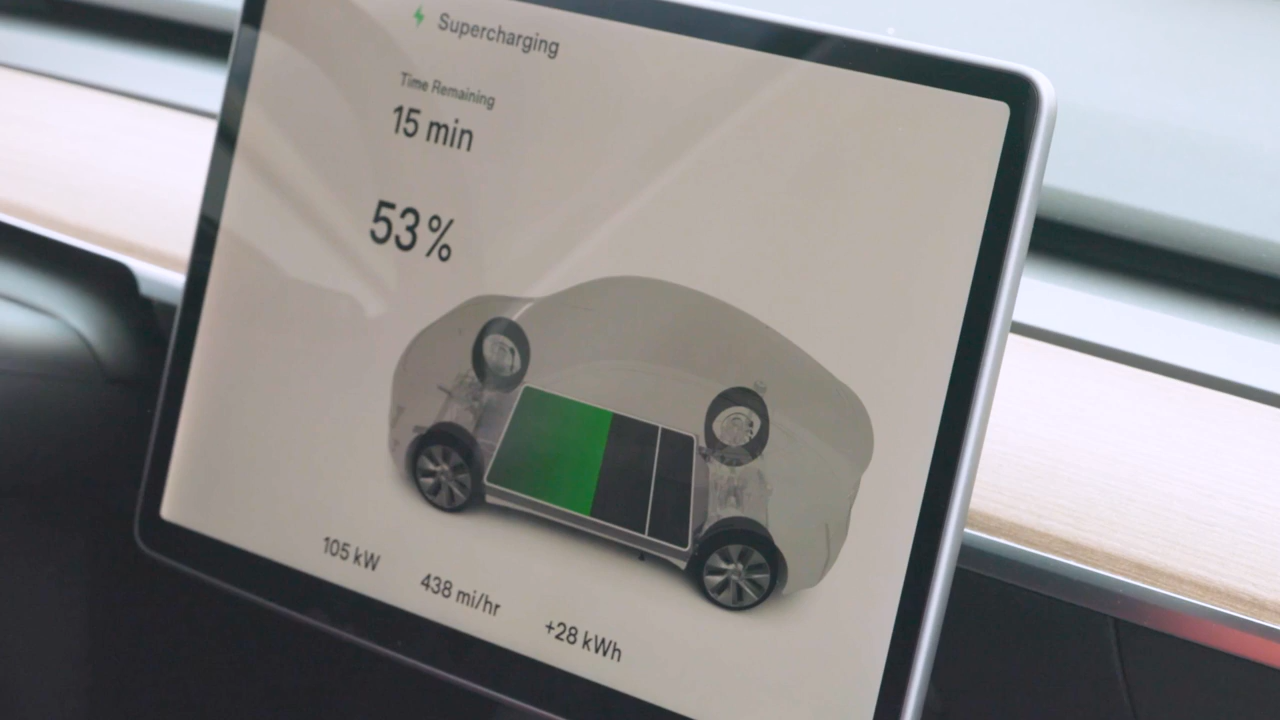 Supercharging
Time Remaining
15 min
53%
105 kW
438 mi/hr
+28 kWh